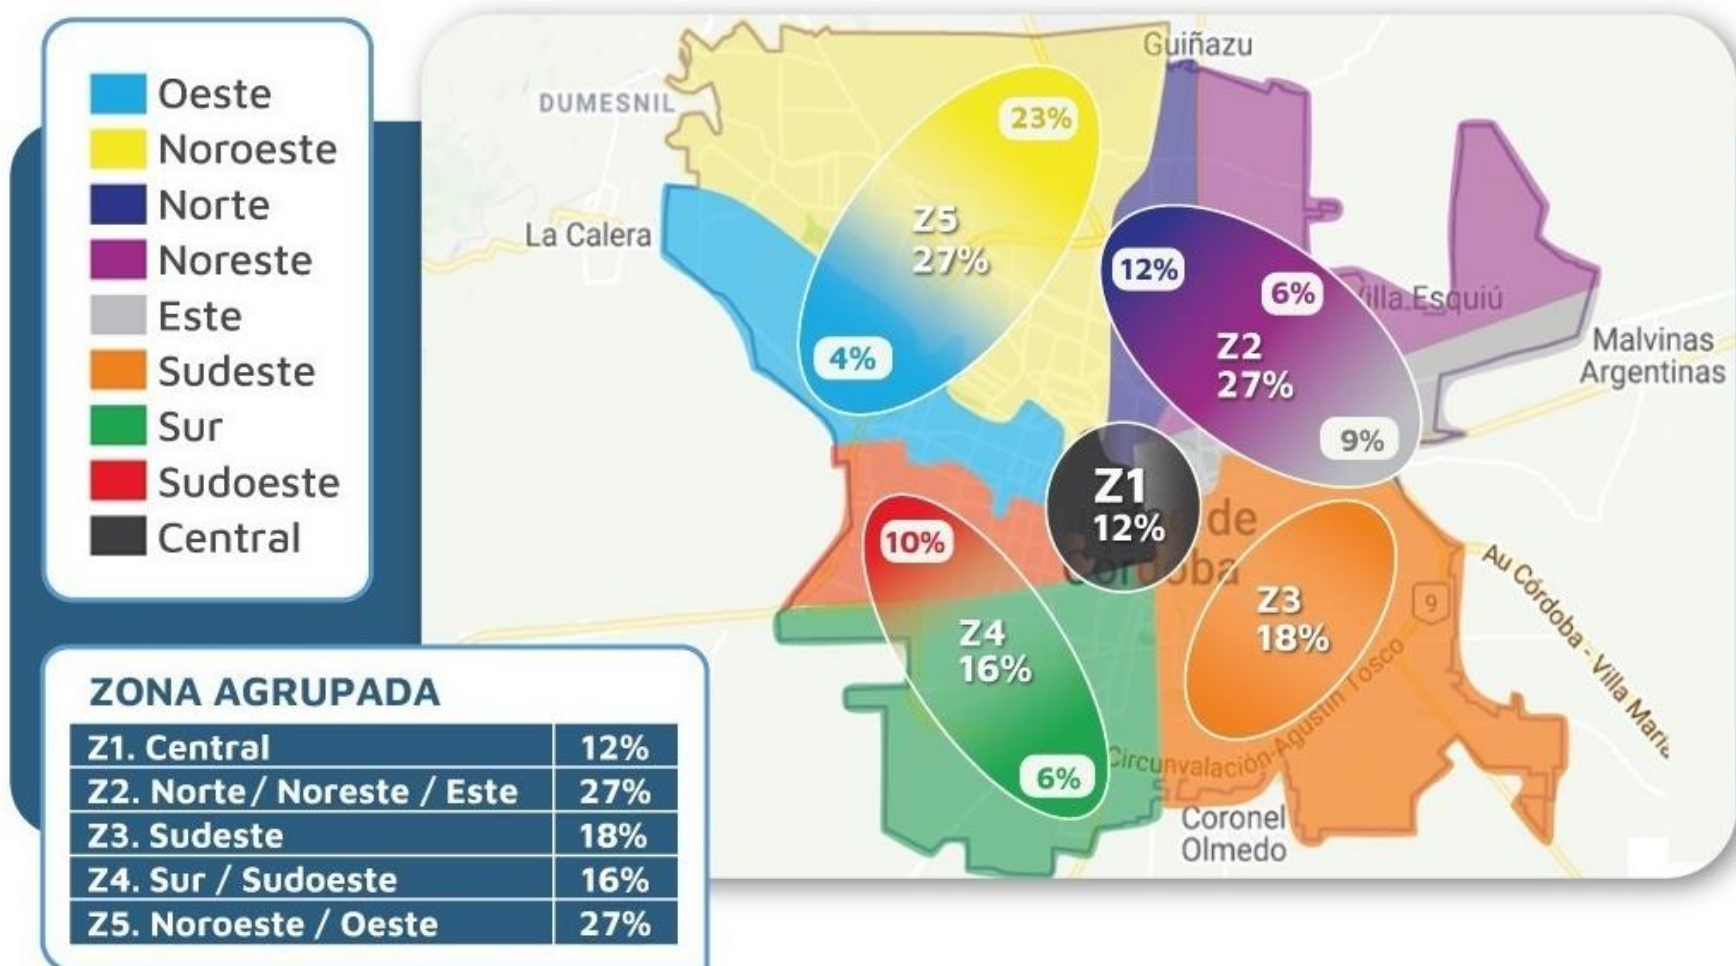 Oeste
Noroeste
Norte
Noreste
Este
Sudeste
Sur
Sudoeste
Central
ZONA AGRUPADA
Z1. Central 12%
Z2. Norte / Noreste / Este 27%
Z3. Sudeste 18%
Z4. Sur / Sudoeste 16%
Z5. Noroeste / Oeste 27%
Guiñazu
DUMESNIL
23%
La Calera
Z5
27%
4%
12%
6%
Villa Esquiú
Z2
27%
9%
Malvinas
Argentinas
Z1
12%
de
Córdoba
10%
Z4
16%
6%
Z3
18%
9
Au Córdoba - Villa María
Circunvalación Agustín Tosco
Coronel
Olmedo